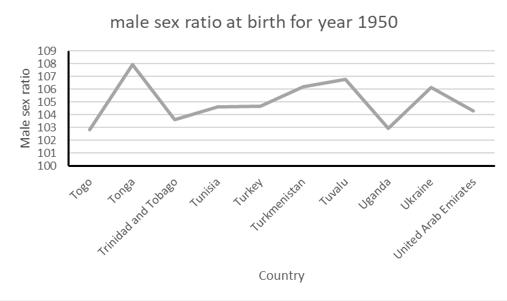 male sex ratio at birth for year 1950
109
108
107
106
105
104
103
102
101
100
Male sex ratio
Togo
Tonga
Trinidad and Tobago
Tunisia
Turkey
Turkmenistan
Tuvalu
Uganda
Ukraine
United Arab Emirates
Country